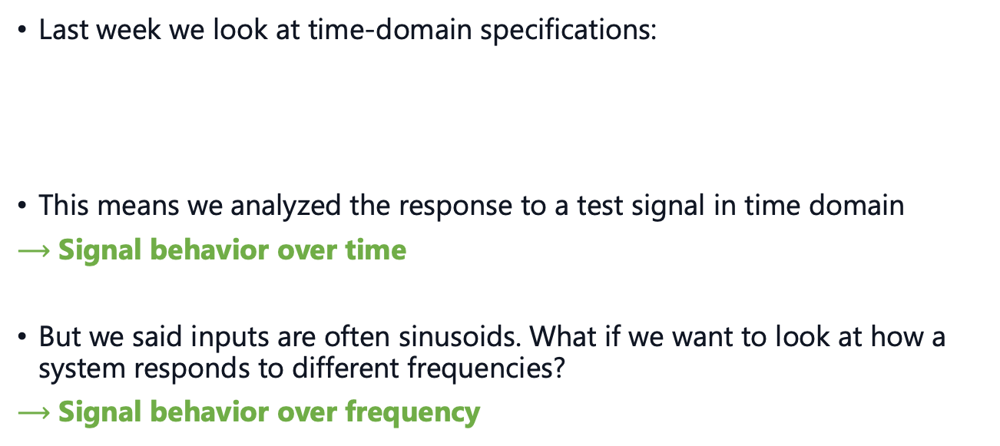 • Last week we look at time-domain specifications:
• This means we analyzed the response to a test signal in time domain
⟶ Signal behavior over time
• But we said inputs are often sinusoids. What if we want to look at how a
system responds to different frequencies?
⟶ Signal behavior over frequency